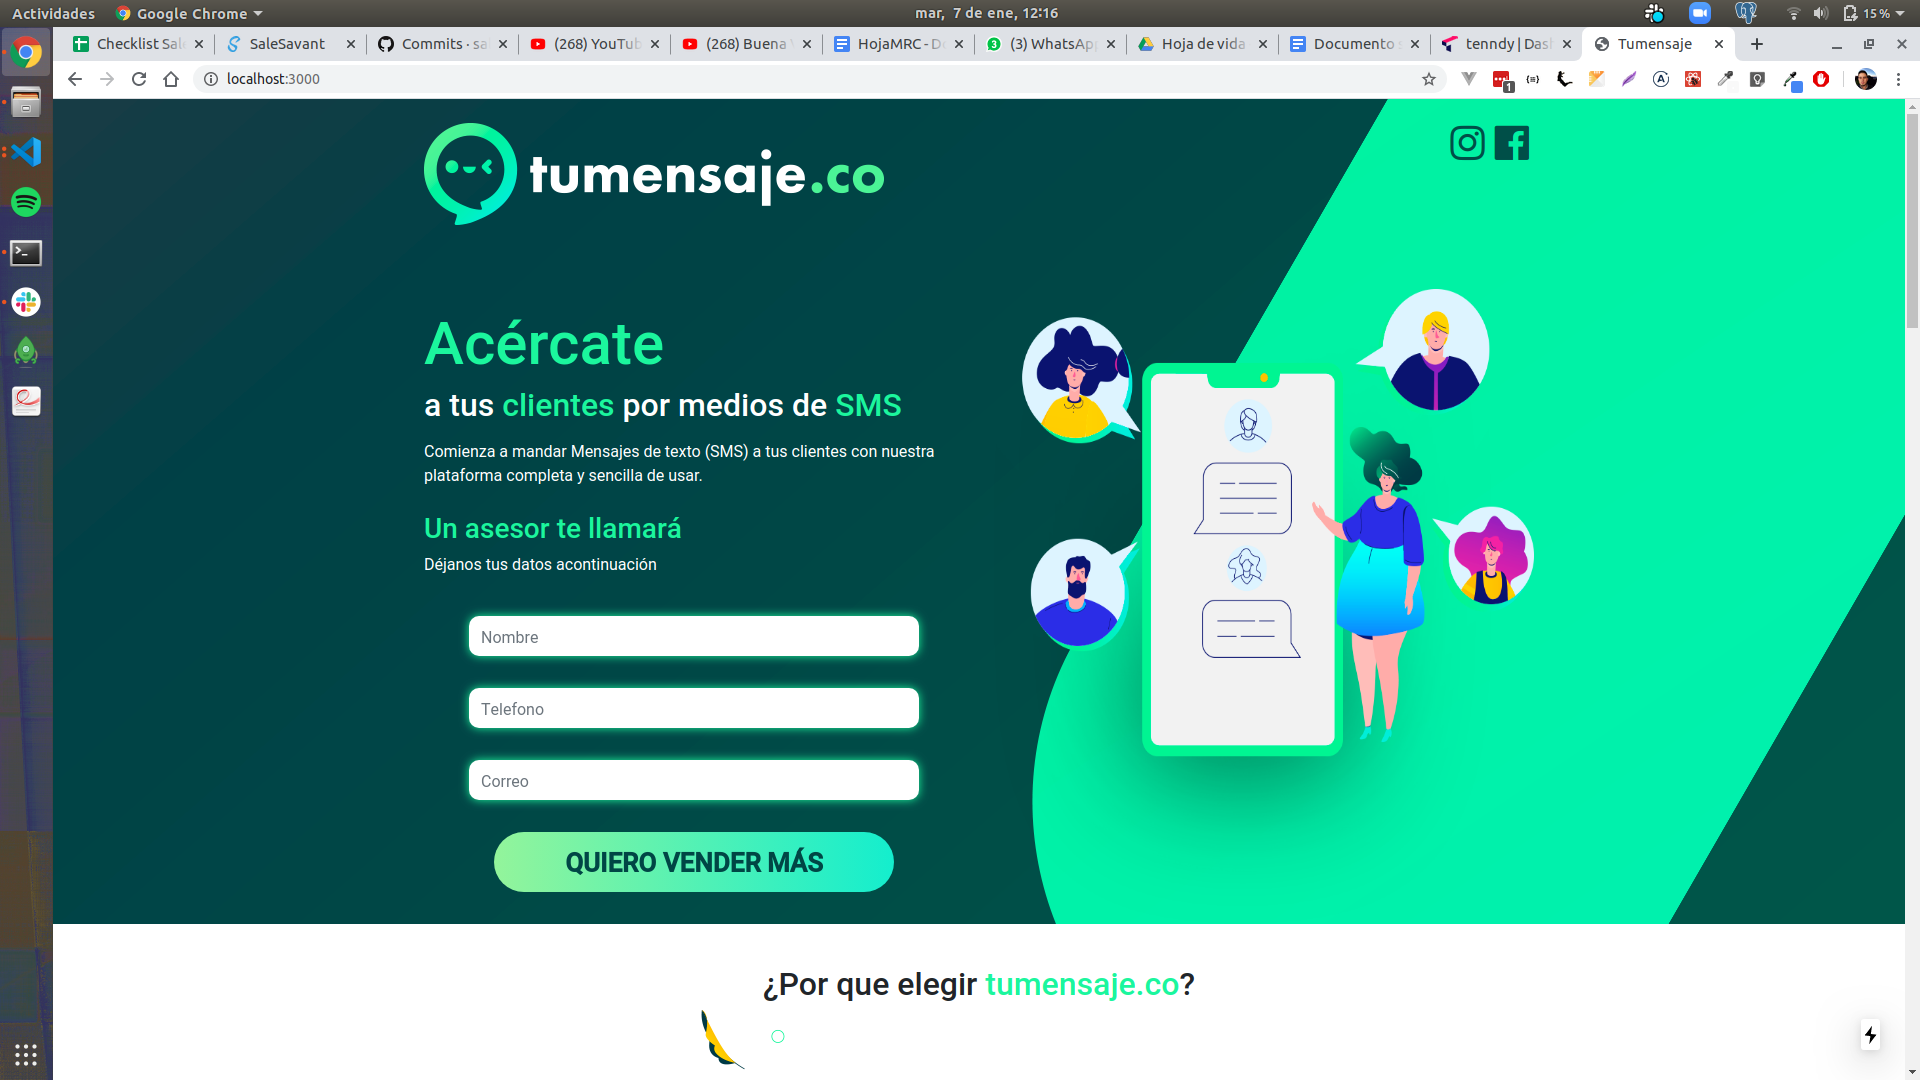 Actividades
Google Chrome
mar, 7 de ene, 12:16
15 %
Checklist Sal
SaleSavant
Commits · sa
(268) YouTub
(268) Buena
HojaMRC - D
(3) WhatsApp
Hoja de vida
Documento
tenndy | Das
Tumensaje
localhost:3000
1
tumensaje.co
Acércate
a tus clientes por medios de SMS
Comienza a mandar Mensajes de texto (SMS) a tus clientes con nuestra
plataforma completa y sencilla de usar.
Un asesor te llamará
Déjanos tus datos acontinuación
Nombre
Telefono
Correo
QUIERO VENDER MÁS
¿Por que elegir tumensaje.co?